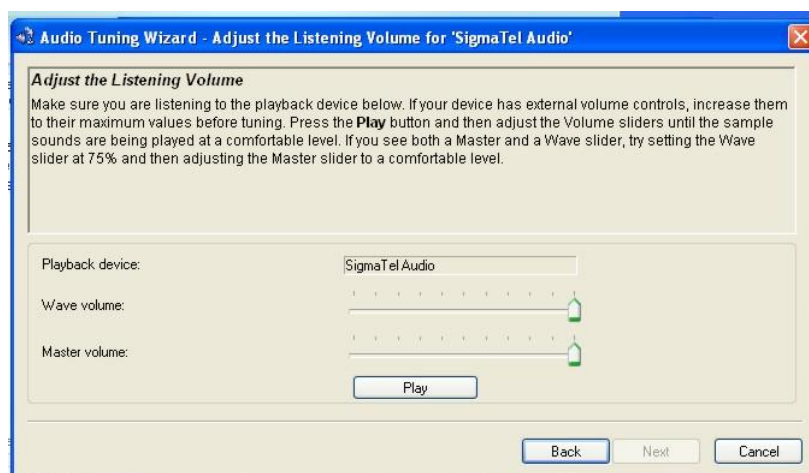 Audio Tuning Wizard - Adjust the Listening Volume for 'SigmaTel Audio'
Adjust the Listening Volume
Make sure you are listening to the playback device below. If your device has external volume controls, increase them
to their maximum values before tuning. Press the Play button and then adjust the Volume sliders until the sample
sounds are being played at a comfortable level. If you see both a Master and a Wave slider, try setting the Wave
slider at 75% and then adjusting the Master slider to a comfortable level.
Playback device: SigmaTel Audio
Wave volume:
Master volume:
Play
Back Next Cancel